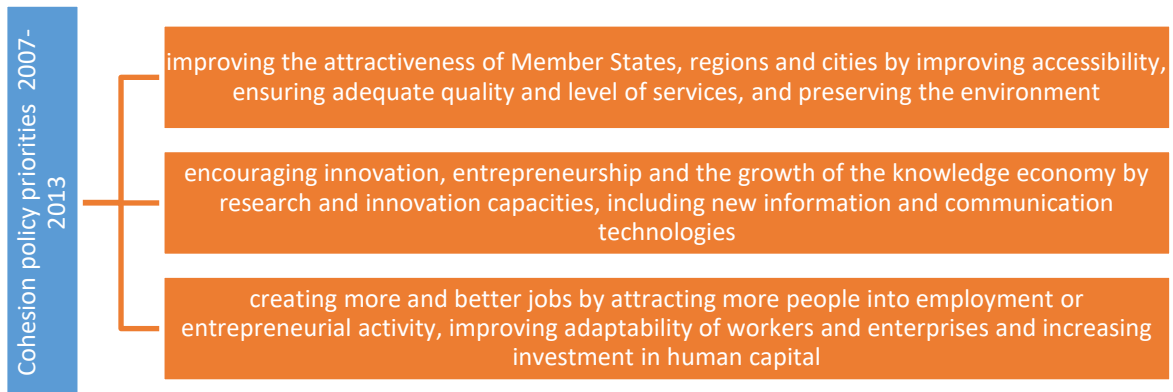 Cohesion policy priorities 2007-
2013
improving the attractiveness of Member States, regions and cities by improving accessibility,
ensuring adequate quality and level of services, and preserving the environment
encouraging innovation, entrepreneurship and the growth of the knowledge economy by
research and innovation capacities, including new information and communication
technologies
creating more and better jobs by attracting more people into employment or
entrepreneurial activity, improving adaptability of workers and enterprises and increasing
investment in human capital